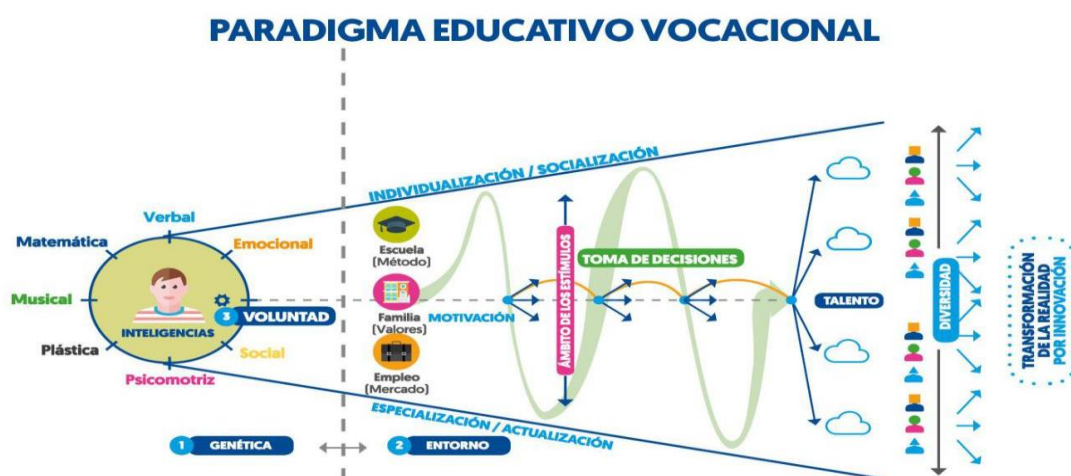 PARADIGMA EDUCATIVO VOCACIONAL
INDIVIDUALIZACIÓN / SOCIALIZACIÓN
Verbal
Matemática
Emocional
Musical
INTELIGENCIAS
3 VOLUNTAD
Plástica
Social
Psicomotriz
Escuela
(Método)
Familia
(Valores)
Empleo
(Mercado)
MOTIVACIÓN
ÁMBITO DE LOS ESTÍMULOS
TOMA DE DECISIONES
TALENTO
DIVERSIDAD
TRANSFORMACIÓN
DE LA REALIDAD
POR INNOVACIÓN
ESPECIALIZACIÓN / ACTUALIZACIÓN
1 GENÉTICA
2 ENTORNO